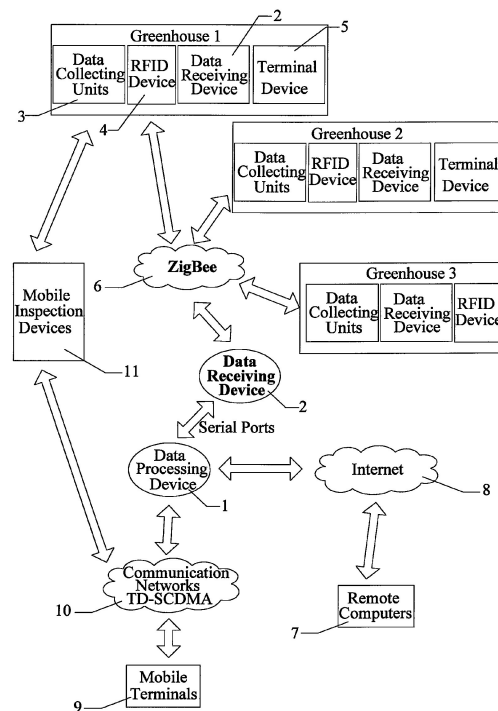 2
5
Greenhouse 1
Data
Collecting
Units
RFID
Device
Data
Receiving
Device
Terminal
Device
3
4
Greenhouse 2
Data
Collecting
Units
RFID
Device
Data
Receiving
Device
Terminal
Device
ZigBee
6
Greenhouse 3
Data
Collecting
Units
Data
Receiving
Device
RFID
Device
Mobile
Inspection
Devices
11
Data
Receiving
Device
2
Serial Ports
Data
Processing
Device
1
Internet
8
Communication
Networks
TD-SCDMA
10
Remote
Computers
7
Mobile
Terminals
9